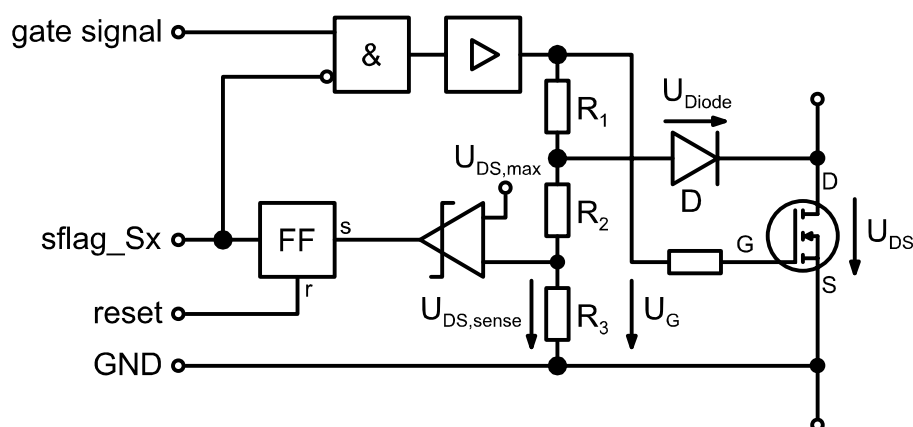 gate signal
&
R1
UDiode
UDS,max
D
D
R2
sflag_Sx
FF
s
G
UDS
r
S
reset
UDS,sense
R3
UG
GND